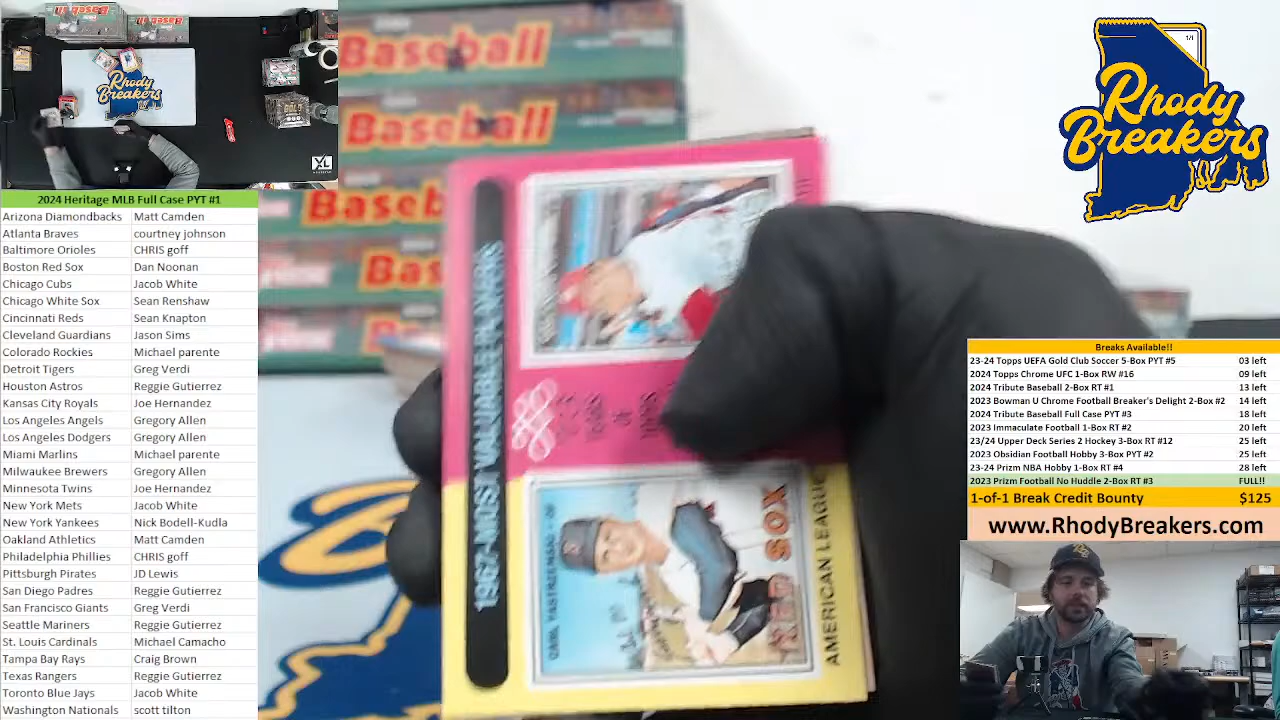 Baseball
Baseball
Baseball
Baseball
Rhody
Breakers
XL
1/1
Rhody
Breakers
2024 Heritage MLB Full Case PYT #1
Arizona Diamondbacks Matt Camden
Atlanta Braves courtney johnson
Baltimore Orioles CHRIS goff
Boston Red Sox Dan Noonan
Chicago Cubs Jacob White
Chicago White Sox Sean Renshaw
Cincinnati Reds Sean Knapton
Cleveland Guardians Jason Sims
Colorado Rockies Michael parente
Detroit Tigers Greg Verdi
Houston Astros Reggie Gutierrez
Kansas City Royals Joe Hernandez
Los Angeles Angels Gregory Allen
Los Angeles Dodgers Gregory Allen
Miami Marlins Michael parente
Milwaukee Brewers Gregory Allen
Minnesota Twins Joe Hernandez
New York Mets Jacob White
New York Yankees Nick Bodell-Kudla
Oakland Athletics Matt Camden
Philadelphia Phillies CHRIS goff
Pittsburgh Pirates JD Lewis
San Diego Padres Reggie Gutierrez
San Francisco Giants Greg Verdi
Seattle Mariners Reggie Gutierrez
St. Louis Cardinals Michael Camacho
Tampa Bay Rays Craig Brown
Texas Rangers Reggie Gutierrez
Toronto Blue Jays Jacob White
Washington Nationals scott tilton
1967-MOST VALUABLE PLAYERS
CARL YASTRZEMSKI-OF
RED SOX
AMERICAN LEAGUE
Breaks Available!!
23-24 Topps UEFA Gold Club Soccer 5-Box PYT #5 03 left
2024 Topps Chrome UFC 1-Box RW #16 09 left
2024 Tribute Baseball 2-Box RT #1 13 left
2023 Bowman U Chrome Football Breaker's Delight 2-Box #2 14 left
2024 Tribute Baseball Full Case PYT #3 18 left
2023 Immaculate Football 1-Box RT #2 20 left
23/24 Upper Deck Series 2 Hockey 3-Box RT #12 25 left
2023 Obsidian Football Hobby 3-Box PYT #2 25 left
23-24 Prizm NBA Hobby 1-Box RT #4 28 left
2023 Prizm Football No Huddle 2-Box RT #3 FULL!!
1-of-1 Break Credit Bounty $125
www.RhodyBreakers.com